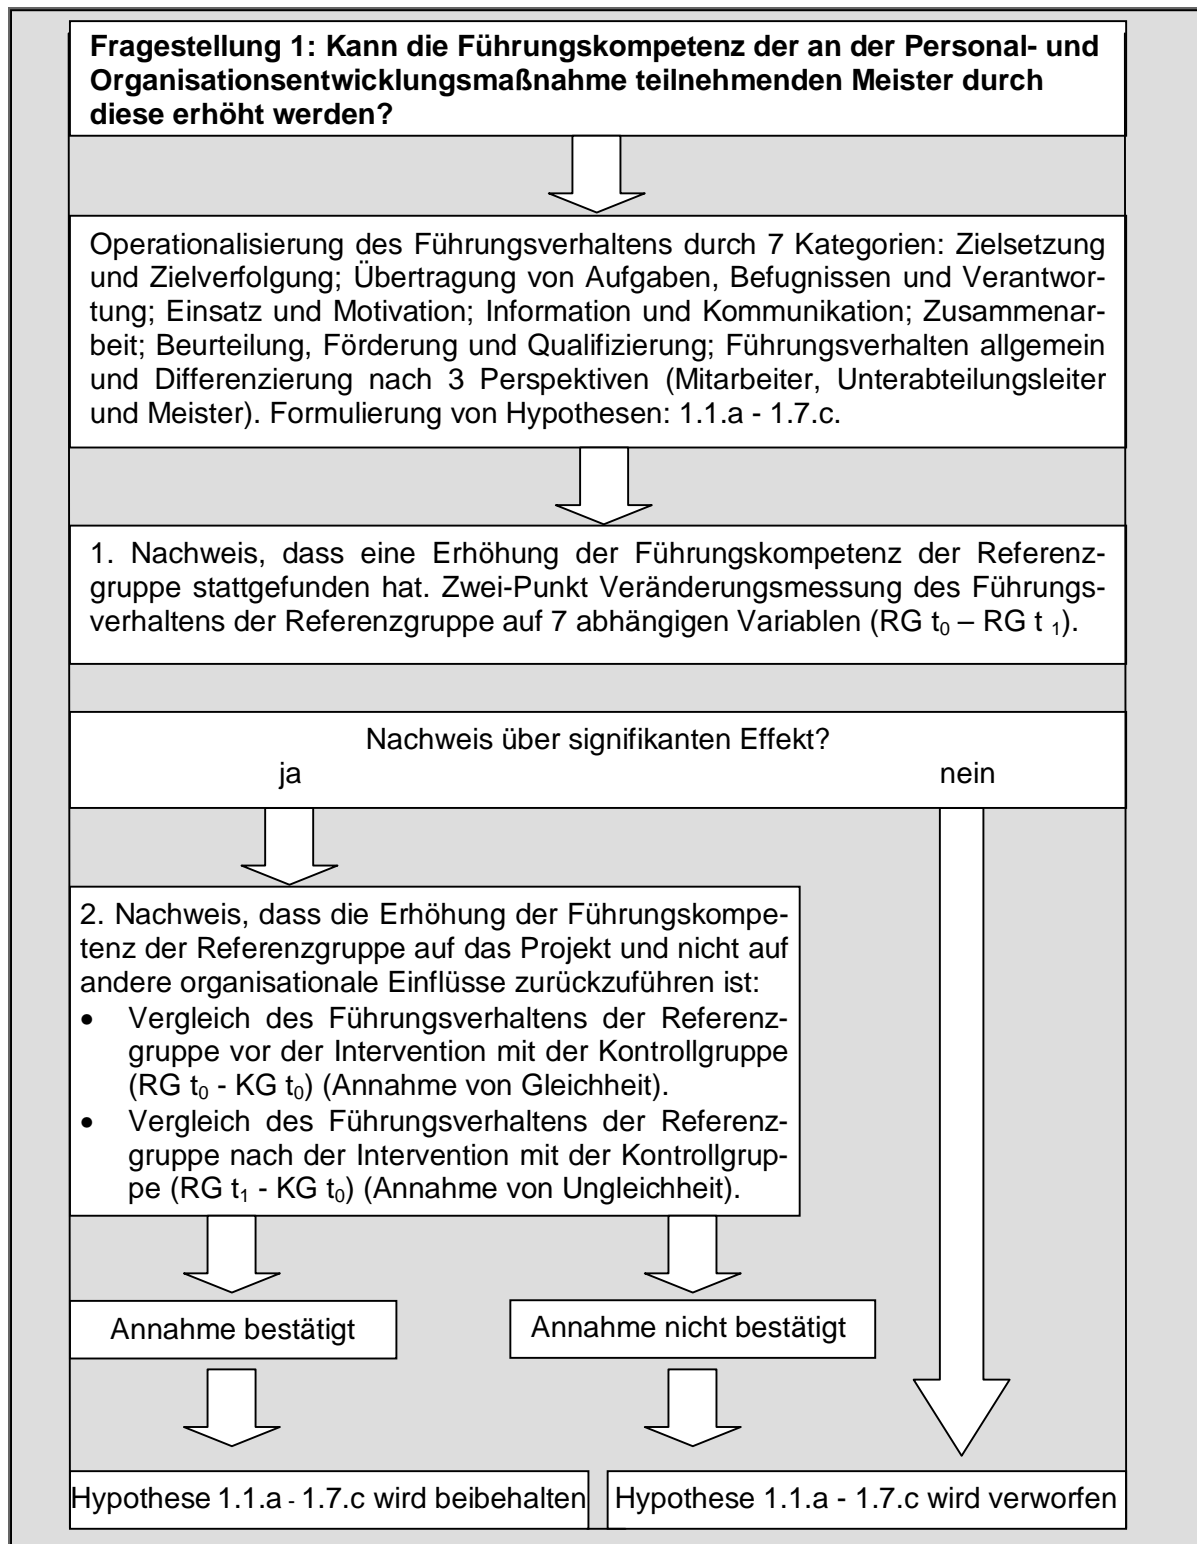 Fragestellung 1: Kann die Führungskompetenz der an der Personal- und
Organisationsentwicklungsmaßnahme teilnehmenden Meister durch
diese erhöht werden?
Operationalisierung des Führungsverhaltens durch 7 Kategorien: Zielsetzung
und Zielverfolgung; Übertragung von Aufgaben, Befugnissen und Verantwor-
tung; Einsatz und Motivation; Information und Kommunikation; Zusammenar-
beit; Beurteilung, Förderung und Qualifizierung; Führungsverhalten allgemein
und Differenzierung nach 3 Perspektiven (Mitarbeiter, Unterabteilungsleiter
und Meister). Formulierung von Hypothesen: 1.1.a - 1.7.c.
1. Nachweis, dass eine Erhöhung der Führungskompetenz der Referenz-
gruppe stattgefunden hat. Zwei-Punkt Veränderungsmessung des Führungs-
verhaltens der Referenzgruppe auf 7 abhängigen Variablen (RG t₀ – RG t ₁).
Nachweis über signifikanten Effekt?
ja nein
2. Nachweis, dass die Erhöhung der Führungskompe-
tenz der Referenzgruppe auf das Projekt und nicht auf
andere organisationale Einflüsse zurückzuführen ist:
• Vergleich des Führungsverhaltens der Referenz-
gruppe vor der Intervention mit der Kontrollgruppe
(RG t₀ - KG t₀) (Annahme von Gleichheit).
• Vergleich des Führungsverhaltens der Referenz-
gruppe nach der Intervention mit der Kontrollgrup-
pe (RG t₁ - KG t₀) (Annahme von Ungleichheit).
Annahme bestätigt
Annahme nicht bestätigt
Hypothese 1.1.a - 1.7.c wird beibehalten
Hypothese 1.1.a - 1.7.c wird verworfen